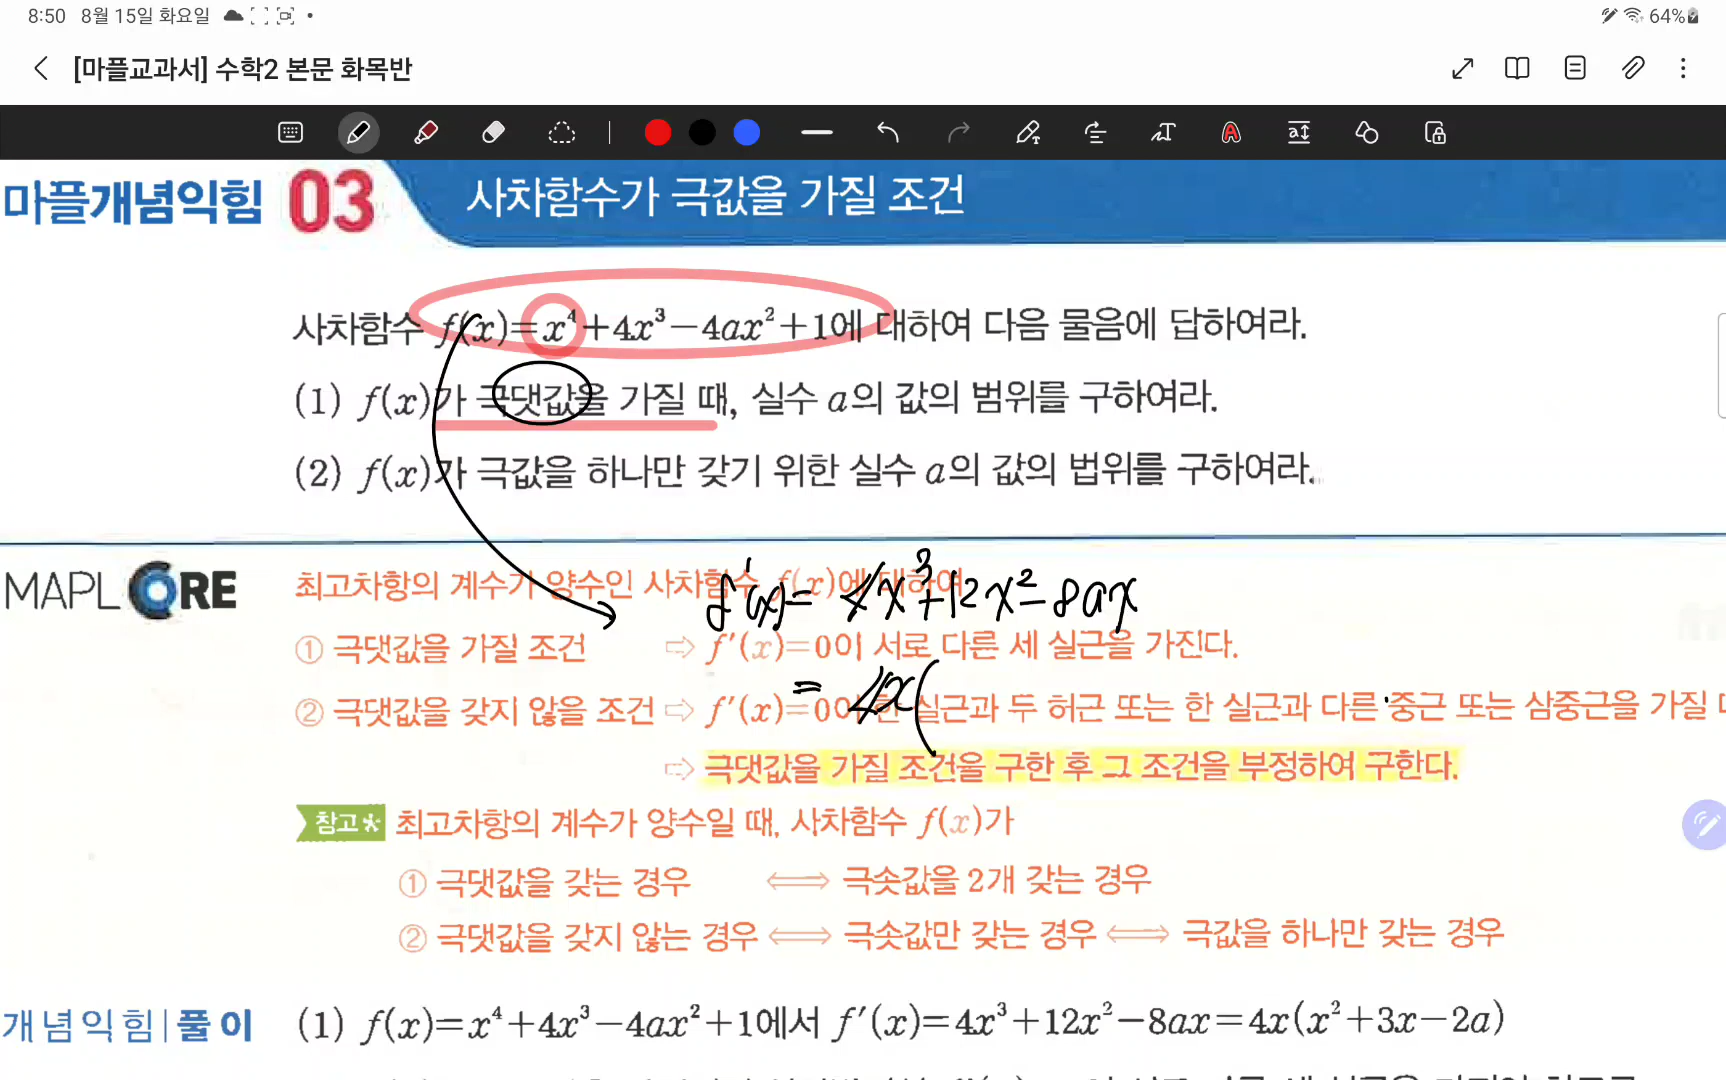 8:50 8월 15일 화요일
64%
[마플교과서] 수학2 본문 화목반
마플개념익힘 03 사차함수가 극값을 가질 조건
사차함수 f(x)=x⁴+4x³−4ax²+1에 대하여 다음 물음에 답하여라.
(1) f(x)가 극댓값을 가질 때, 실수 a의 값의 범위를 구하여라.
(2) f(x)가 극값을 하나만 갖기 위한 실수 a의 값의 범위를 구하여라.
MAPL CORE 최고차항의 계수가 양수인 사차함수 f(x)에 대하여
f'(x)= 4x³+12x²−8ax
① 극댓값을 가질 조건 ⇨ f′(x)=0이 서로 다른 세 실근을 가진다.
= 4x(
② 극댓값을 갖지 않을 조건 ⇨ f′(x)=0이 한 실근과 두 허근 또는 한 실근과 다른 중근 또는 삼중근을 가질
⇨ 극댓값을 가질 조건을 구한 후 그 조건을 부정하여 구한다.
참고 최고차항의 계수가 양수일 때, 사차함수 f(x)가
① 극댓값을 갖는 경우 ⟺ 극솟값을 2개 갖는 경우
② 극댓값을 갖지 않는 경우 ⟺ 극솟값만 갖는 경우 ⟺ 극값을 하나만 갖는 경우
개념익힘|풀이 (1) f(x)=x⁴+4x³−4ax²+1에서 f′(x)=4x³+12x²−8ax=4x(x²+3x−2a)